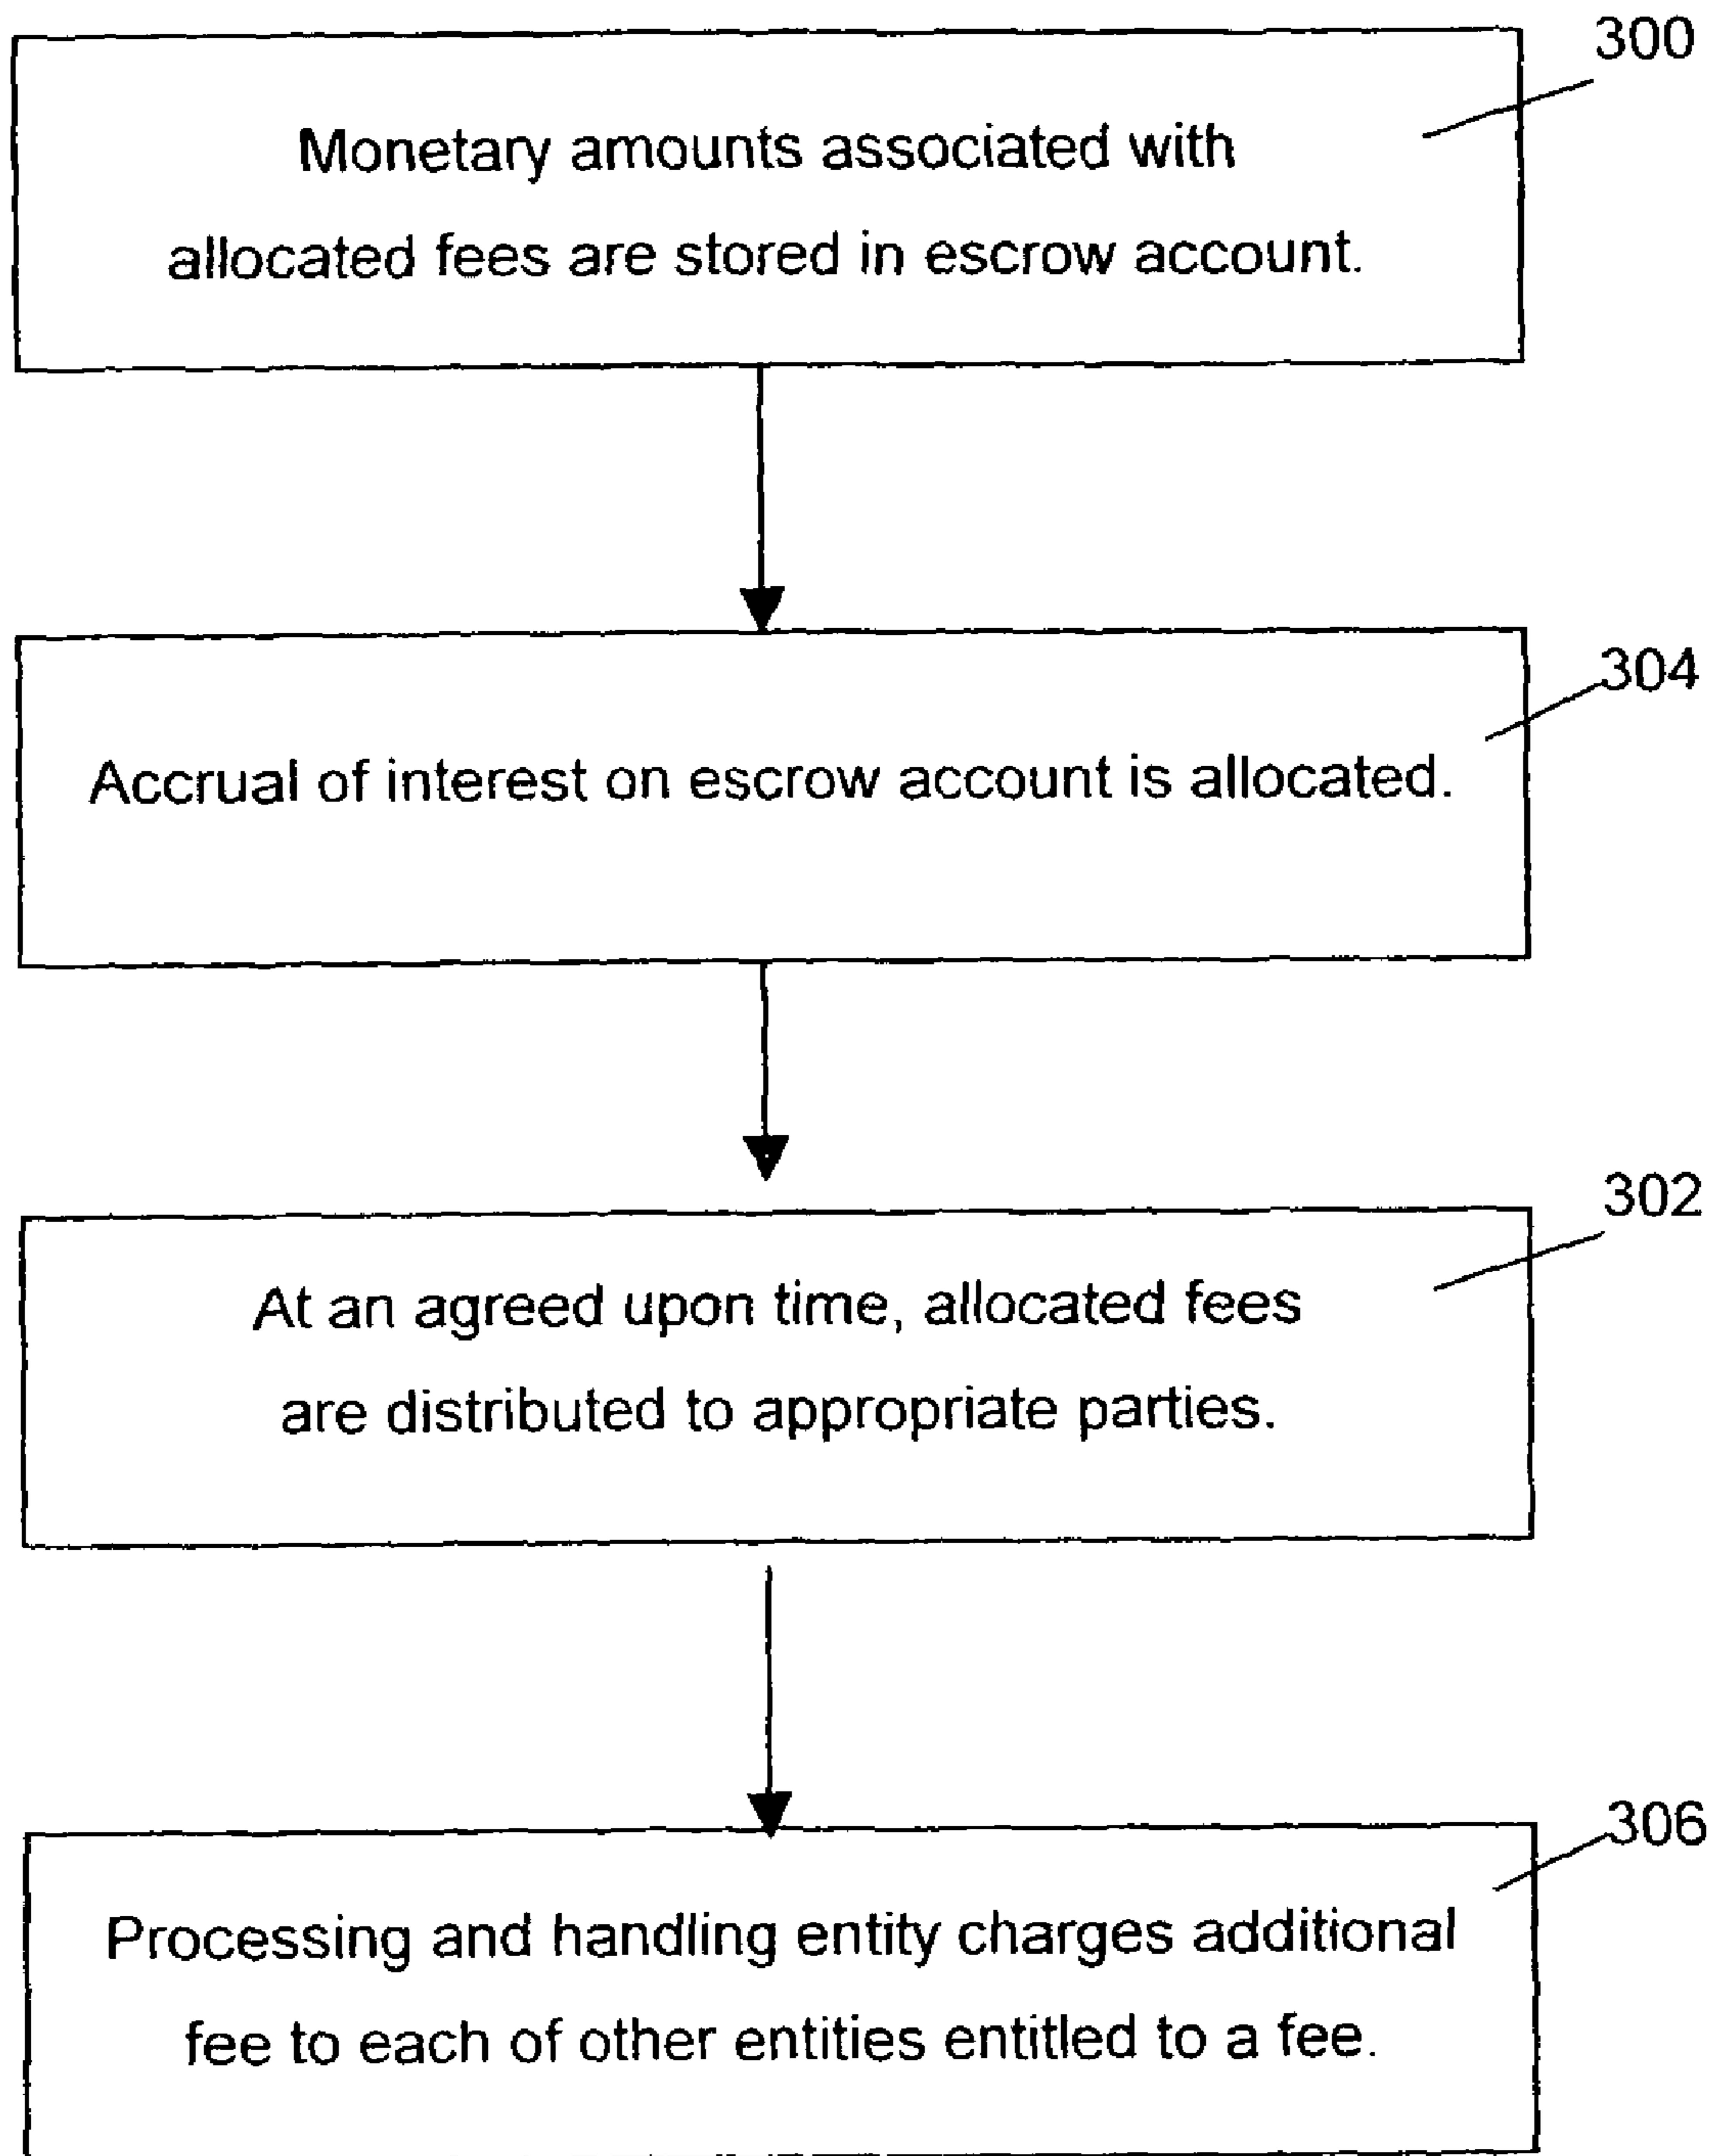 300
Monetary amounts associated with
allocated fees are stored in escrow account.
304
Accrual of interest on escrow account is allocated.
302
At an agreed upon time, allocated fees
are distributed to appropriate parties.
306
Processing and handling entity charges additional
fee to each of other entities entitled to a fee.